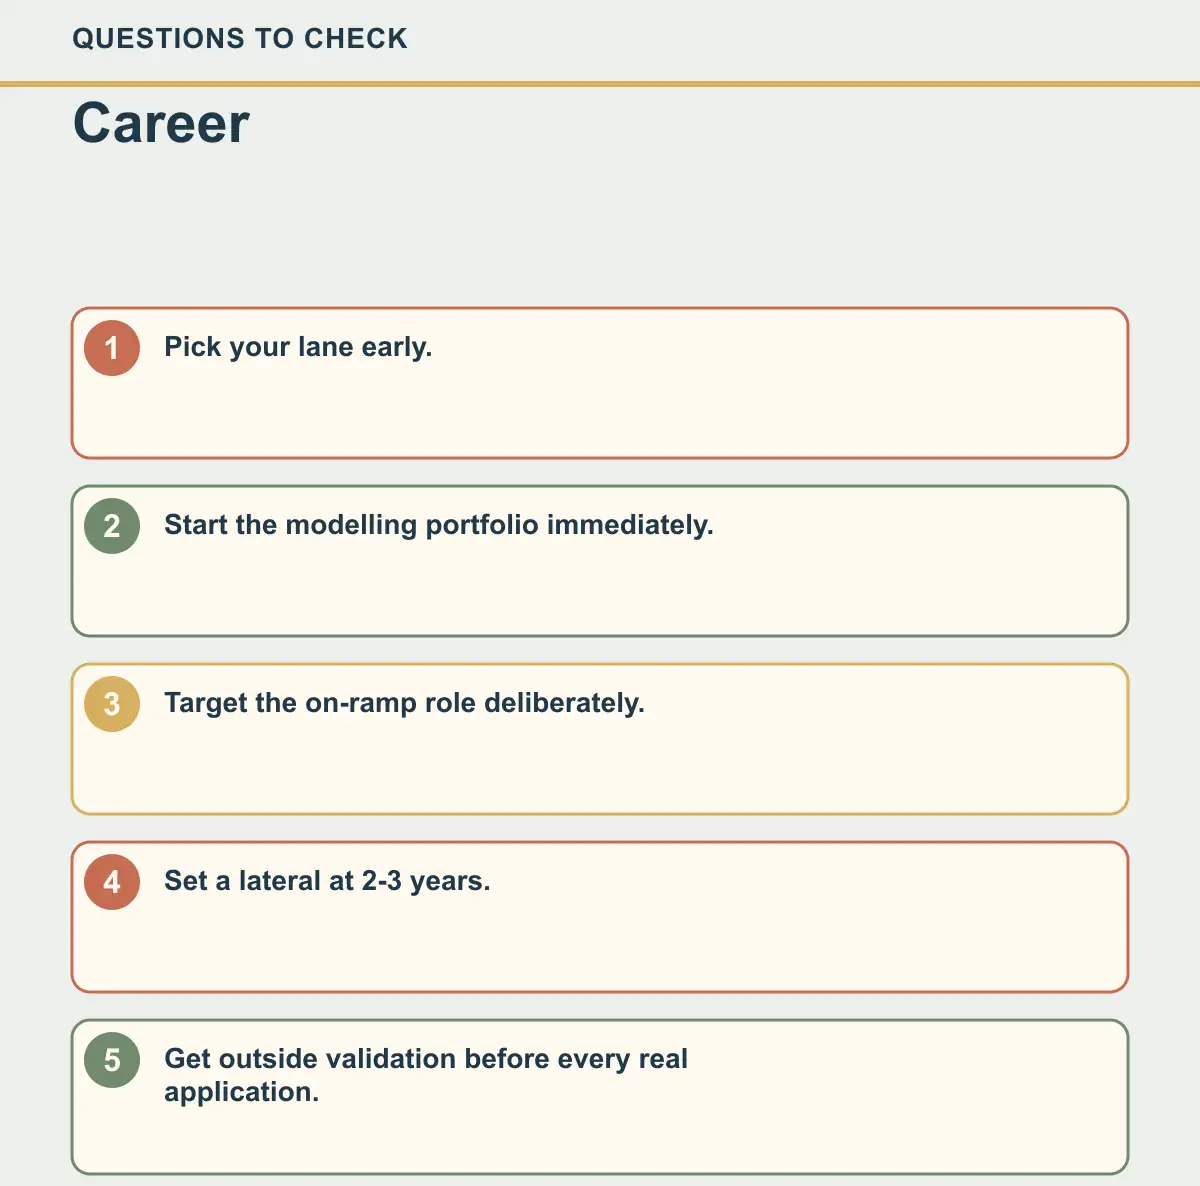 QUESTIONS TO CHECK
Career
1
Pick your lane early.
2
Start the modelling portfolio immediately.
3
Target the on-ramp role deliberately.
4
Set a lateral at 2-3 years.
5
Get outside validation before every real
application.